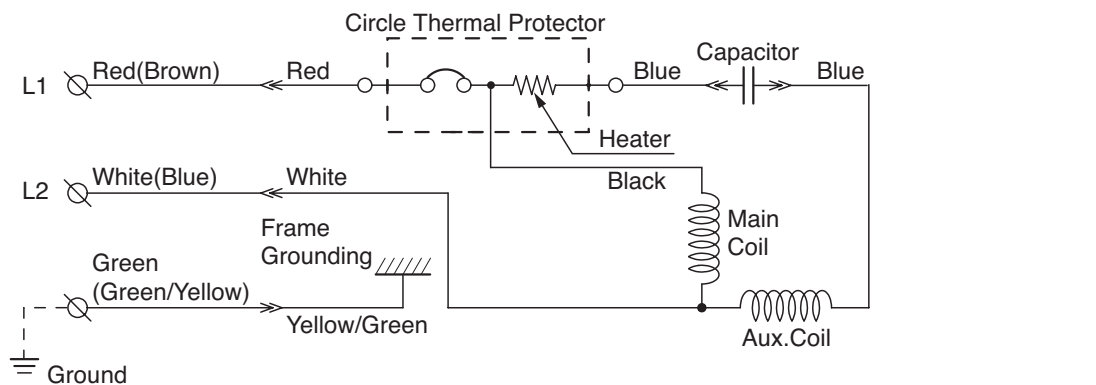 Circle Thermal Protector
Capacitor
L1
Red(Brown)
Red
Blue
Blue
Heater
L2
White(Blue)
White
Black
Frame
Grounding
Main
Coil
Green
(Green/Yellow)
Yellow/Green
Aux.Coil
Ground